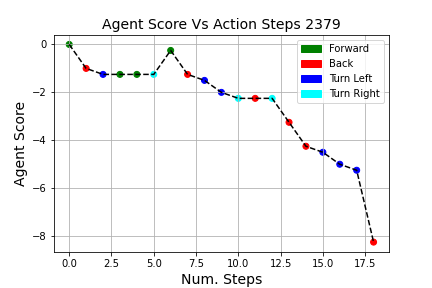 Agent Score Vs Action Steps 2379
Forward
Back
Turn Left
Turn Right
Agent Score
0
−2
−4
−6
−8
0.0 2.5 5.0 7.5 10.0 12.5 15.0 17.5
Num. Steps